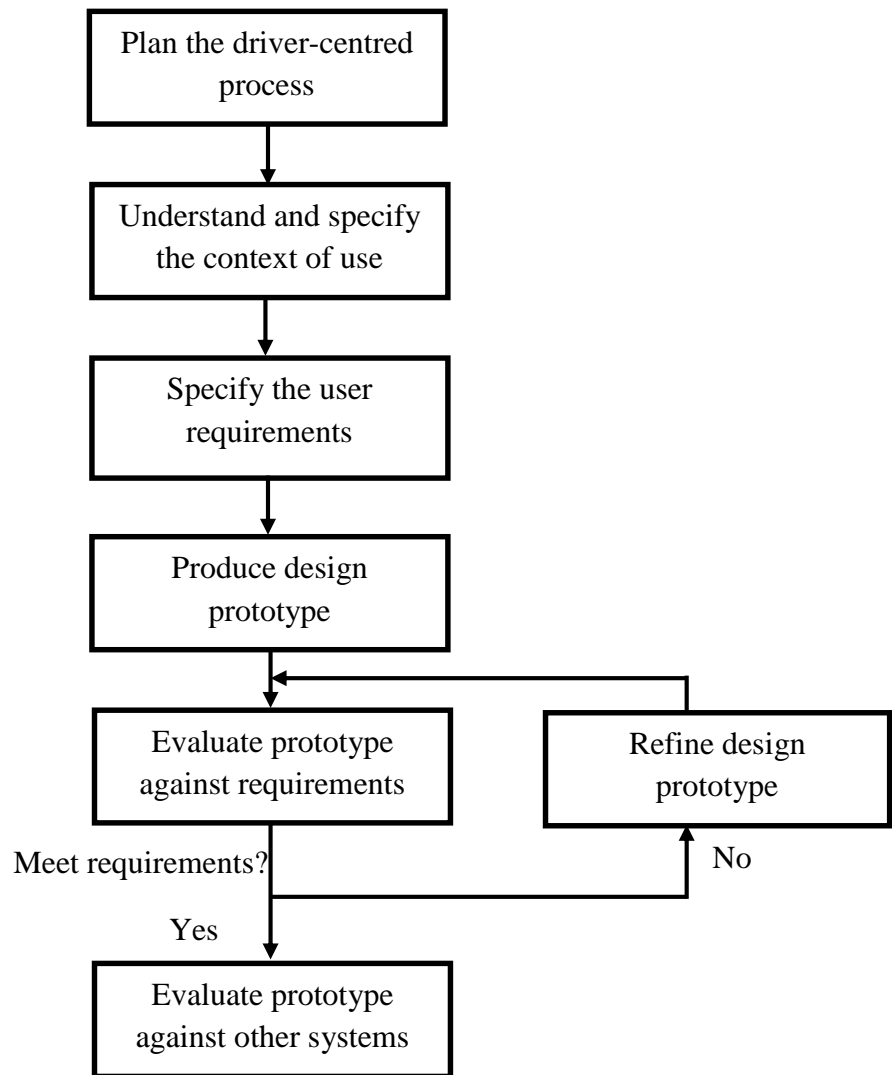 Plan the driver-centred
process
Understand and specify
the context of use
Specify the user
requirements
Produce design
prototype
Evaluate prototype
against requirements
Refine design
prototype
Meet requirements?
No
Yes
Evaluate prototype
against other systems